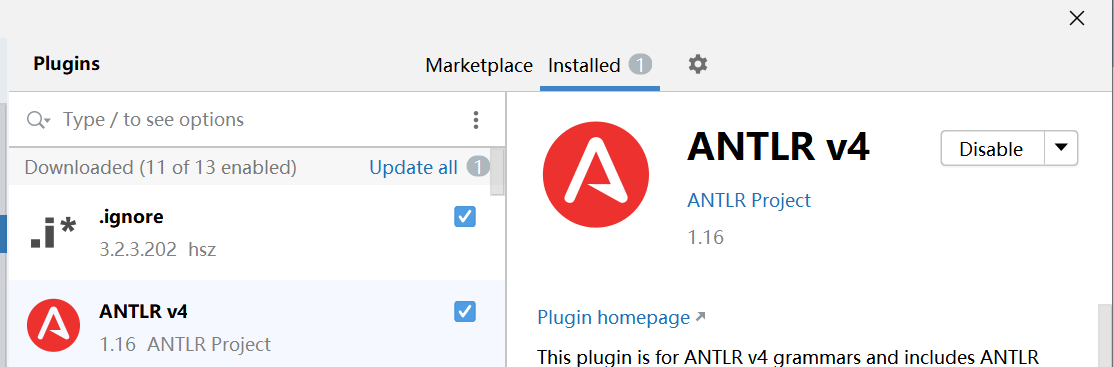 Plugins
Marketplace Installed 1
Type / to see options
Downloaded (11 of 13 enabled) Update all 1
.i*
.ignore
3.2.3.202 hsz
ANTLR v4
1.16 ANTLR Project
ANTLR v4
Disable
ANTLR Project
1.16
Plugin homepage
This plugin is for ANTLR v4 grammars and includes ANTLR